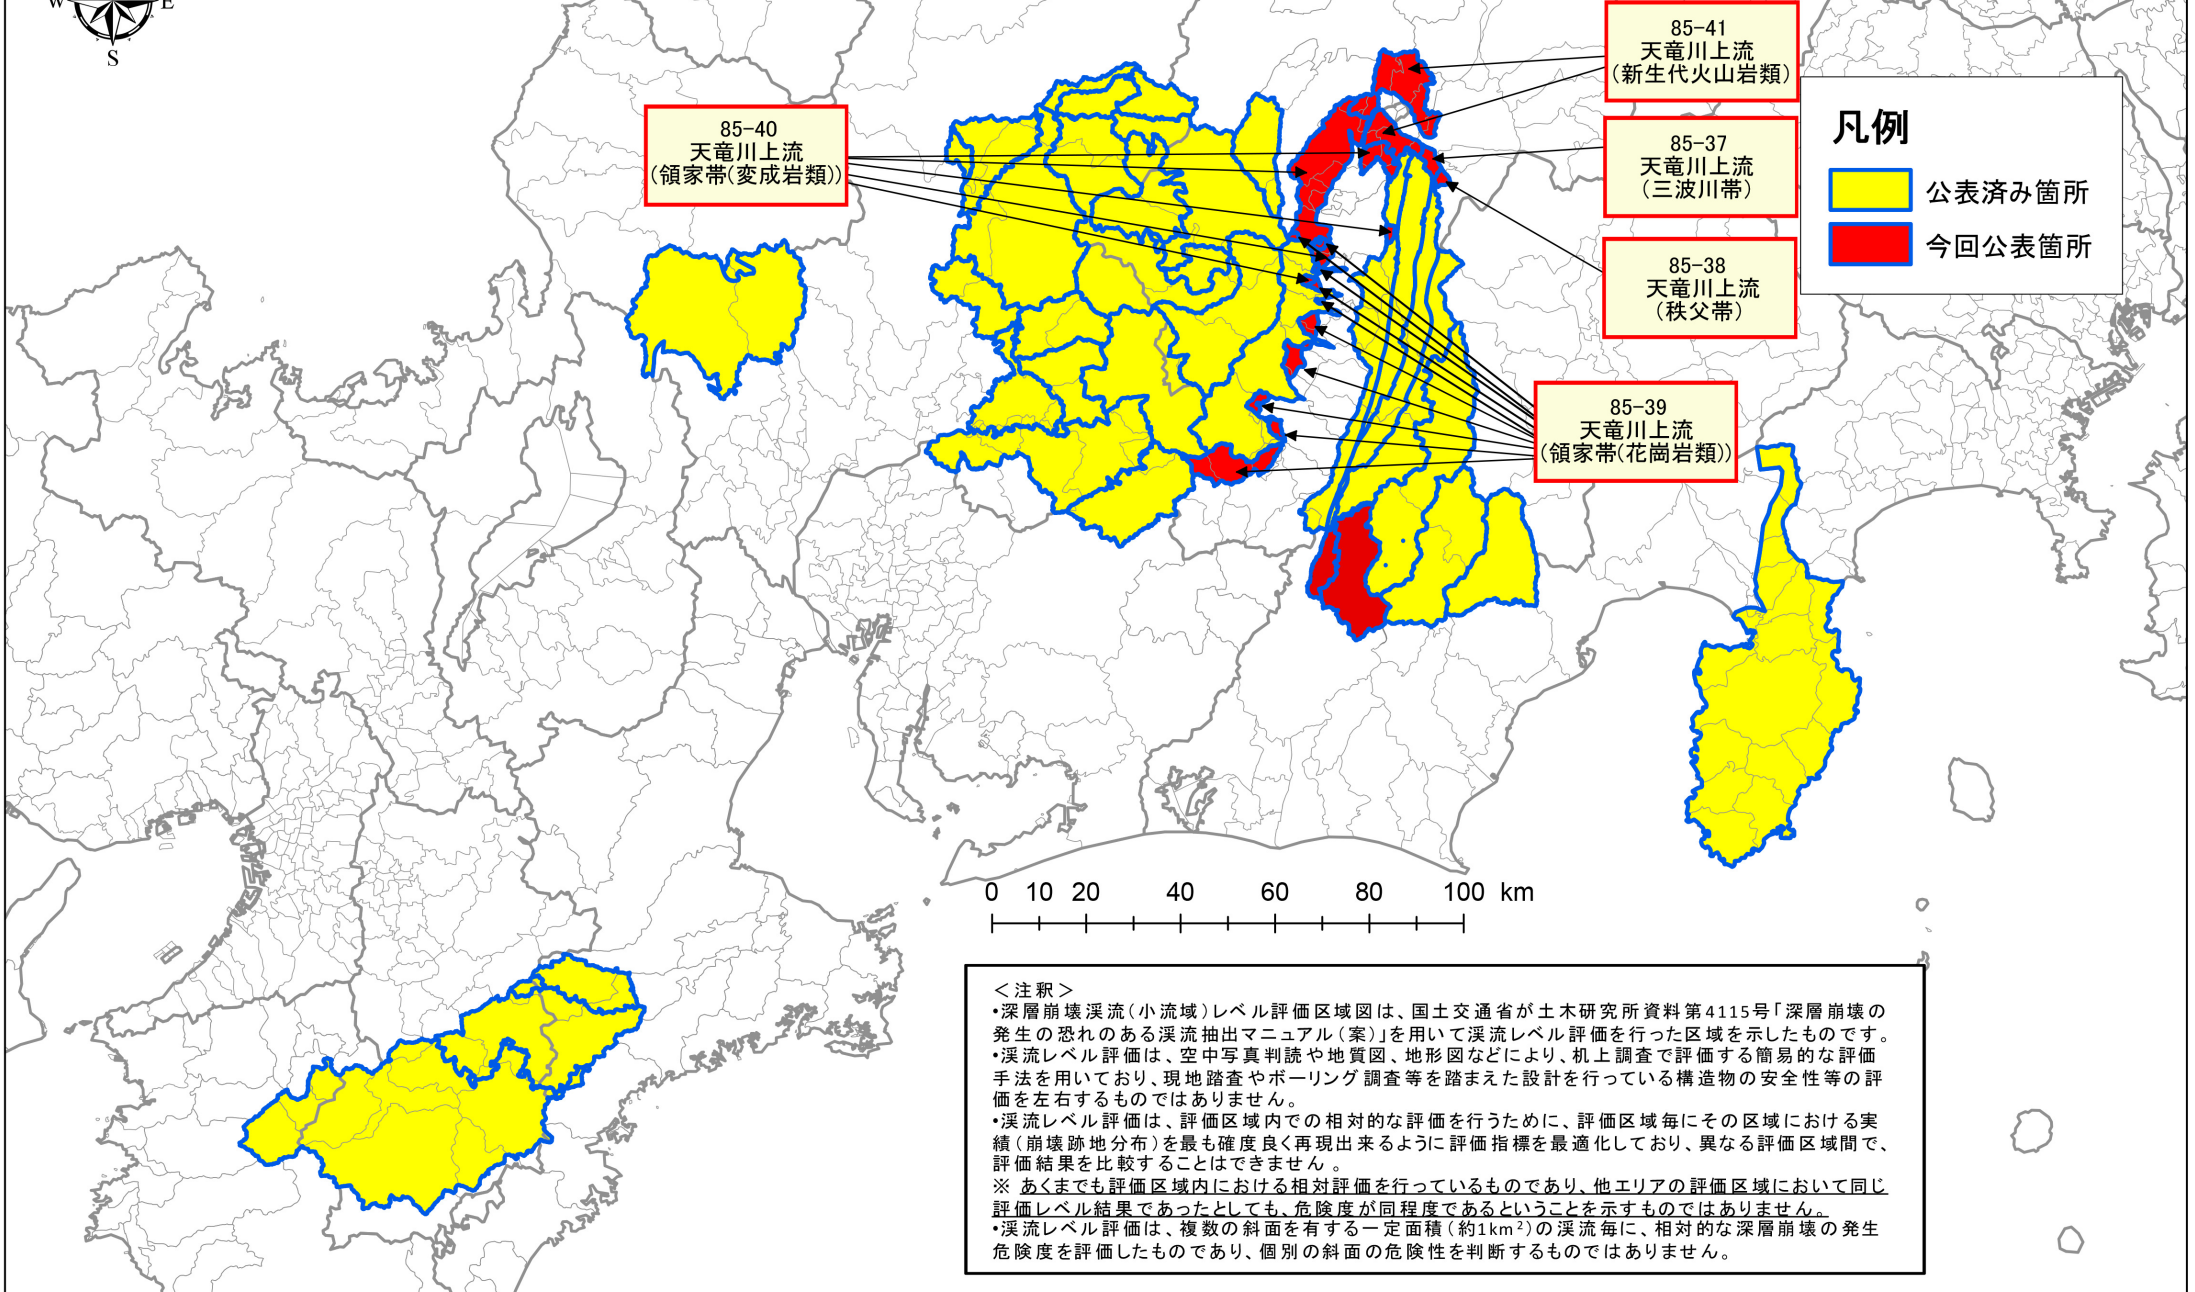 W
E
S
85-41
天竜川上流
(新生代火山岩類)
85-40
天竜川上流
(領家帯(変成岩類))
85-37
天竜川上流
(三波川帯)
85-38
天竜川上流
(秩父帯)
85-39
天竜川上流
(領家帯(花崗岩類))
凡例
公表済み箇所
今回公表箇所
0 10 20 40 60 80 100 km
＜注釈＞
•深層崩壊渓流(小流域)レベル評価区域図は、国土交通省が土木研究所資料第4115号「深層崩壊の
発生の恐れのある渓流抽出マニュアル(案)」を用いて渓流レベル評価を行った区域を示したものです。
•渓流レベル評価は、空中写真判読や地質図、地形図などにより、机上調査で評価する簡易的な評価
手法を用いており、現地踏査やボーリング調査等を踏まえた設計を行っている構造物の安全性等の評
価を左右するものではありません。
•渓流レベル評価は、評価区域内での相対的な評価を行うために、評価区域毎にその区域における実
績(崩壊跡地分布)を最も確度良く再現出来るように評価指標を最適化しており、異なる評価区域間で、
評価結果を比較することはできません。
※ あくまでも評価区域内における相対評価を行っているものであり、他エリアの評価区域において同じ
評価レベル結果であったとしても、危険度が同程度であるということを示すものではありません。
•渓流レベル評価は、複数の斜面を有する一定面積(約1km²)の渓流毎に、相対的な深層崩壊の発生
危険度を評価したものであり、個別の斜面の危険性を判断するものではありません。